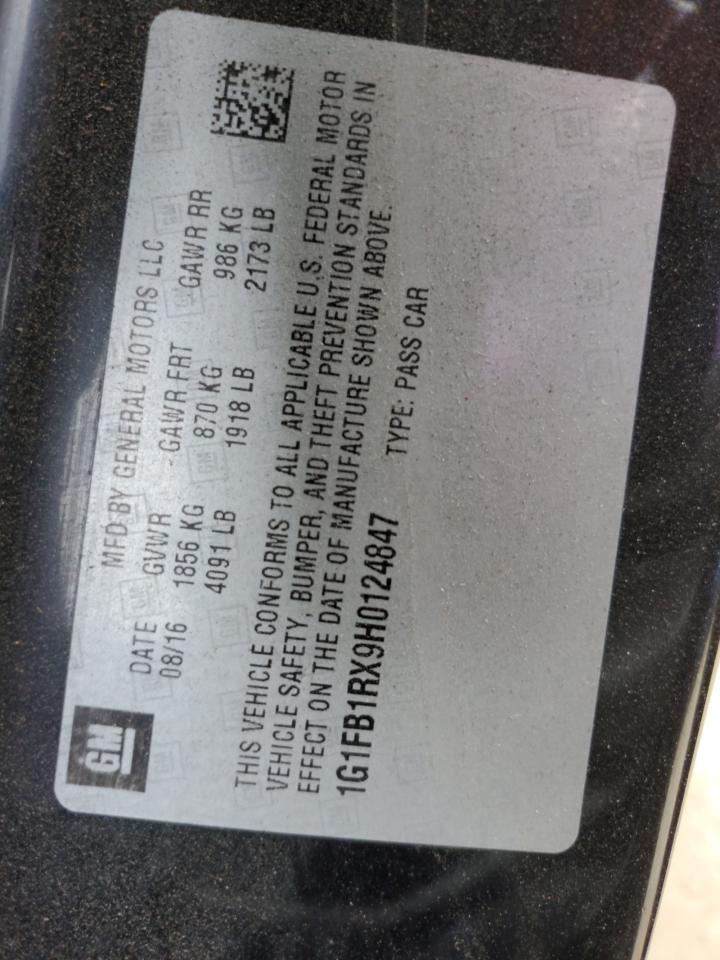 GM
MFD BY GENERAL MOTORS LLC
DATE GVWR GAWR FRT GAWR RR
08/16 1856 KG 870 KG 986 KG
4091 LB 1918 LB 2173 LB
THIS VEHICLE CONFORMS TO ALL APPLICABLE U.S. FEDERAL MOTOR
VEHICLE SAFETY, BUMPER, AND THEFT PREVENTION STANDARDS IN
EFFECT ON THE DATE OF MANUFACTURE SHOWN ABOVE.
1G1FB1RX9H0124847 TYPE: PASS CAR